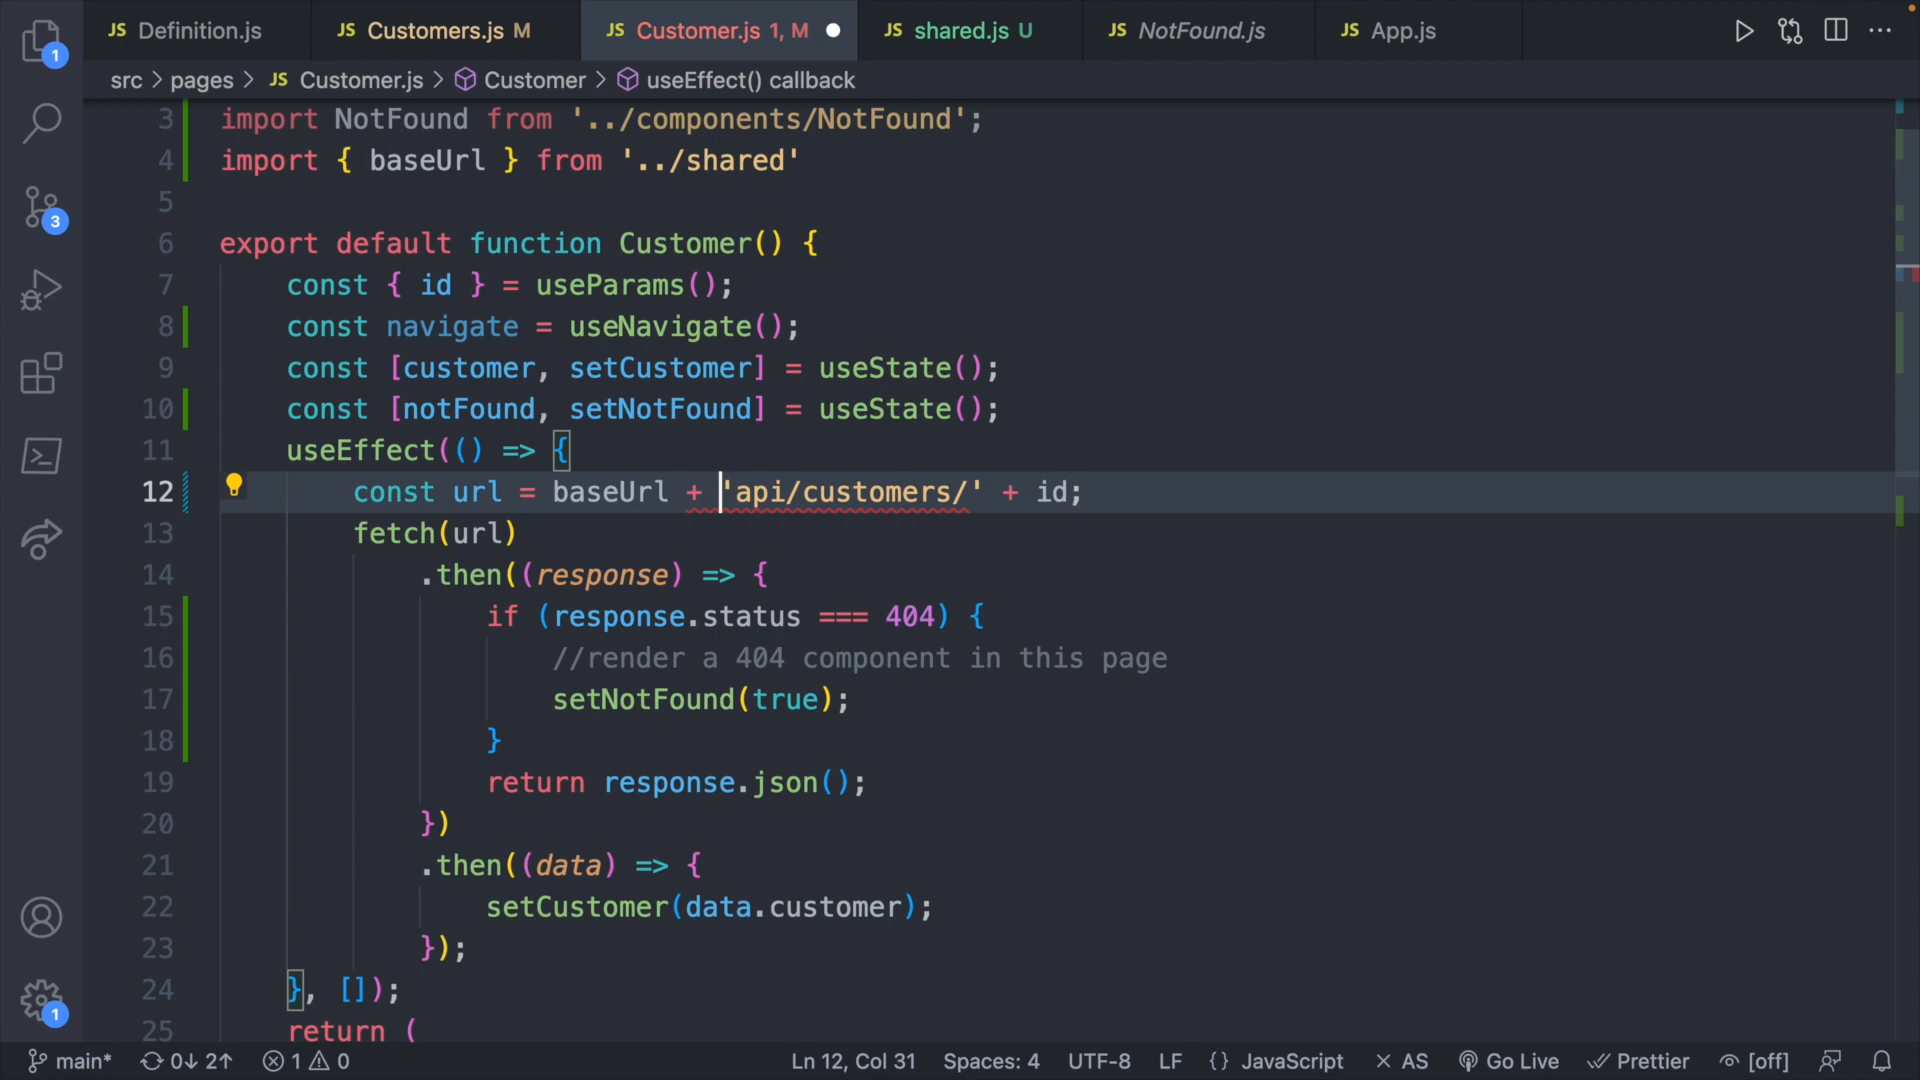 JS Definition.js JS Customers.js M JS Customer.js 1, M JS shared.js U JS NotFound.js JS App.js
src > pages > JS Customer.js > Customer > useEffect() callback
3 import NotFound from '../components/NotFound';
4 import { baseUrl } from '../shared'
5
6 export default function Customer() {
7 const { id } = useParams();
8 const navigate = useNavigate();
9 const [customer, setCustomer] = useState();
10 const [notFound, setNotFound] = useState();
11 useEffect(() => {
12 const url = baseUrl + 'api/customers/' + id;
13 fetch(url)
14 .then((response) => {
15 if (response.status === 404) {
16 //render a 404 component in this page
17 setNotFound(true);
18 }
19 return response.json();
20 })
21 .then((data) => {
22 setCustomer(data.customer);
23 });
24 }, []);
25 return (
1
3
1
main* 0↓ 2↑ 1 0 Ln 12, Col 31 Spaces: 4 UTF-8 LF {} JavaScript × AS Go Live Prettier [off]